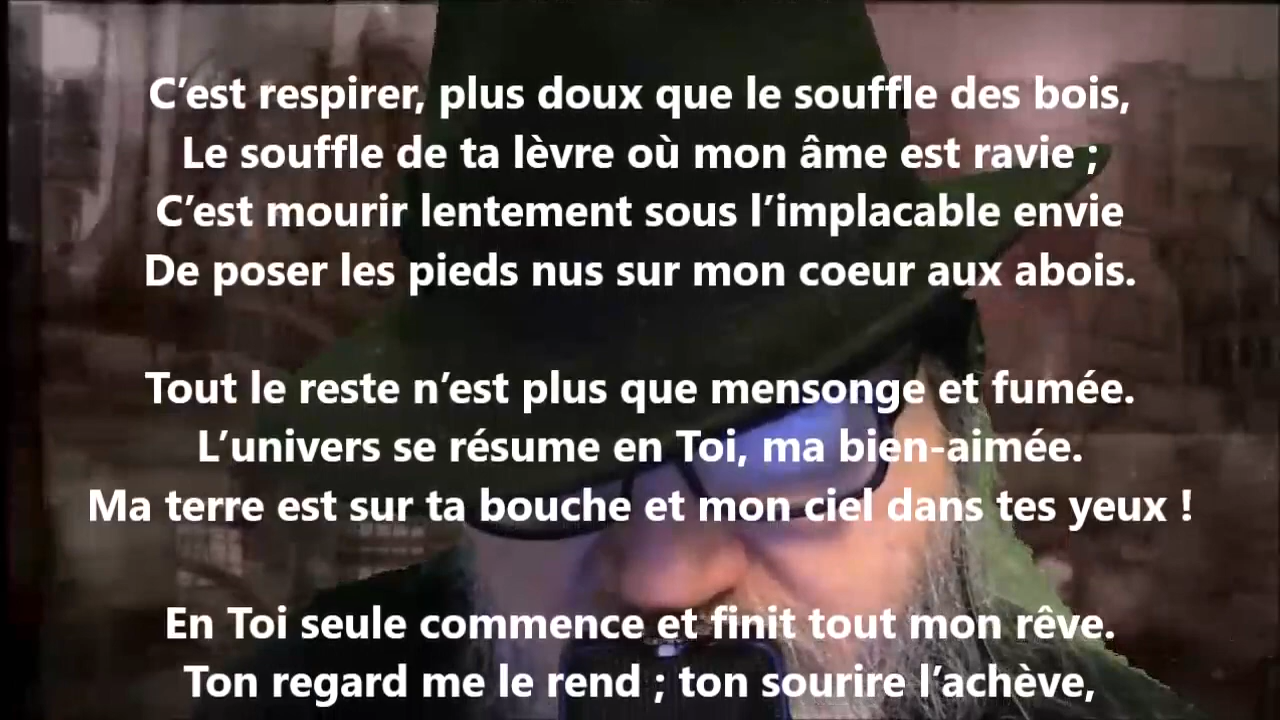 C’est respirer, plus doux que le souffle des bois,
Le souffle de ta lèvre où mon âme est ravie ;
C’est mourir lentement sous l’implacable envie
De poser les pieds nus sur mon coeur aux abois.
Tout le reste n’est plus que mensonge et fumée.
L’univers se résume en Toi, ma bien-aimée.
Ma terre est sur ta bouche et mon ciel dans tes yeux !
En Toi seule commence et finit tout mon rêve.
Ton regard me le rend ; ton sourire l’achève,